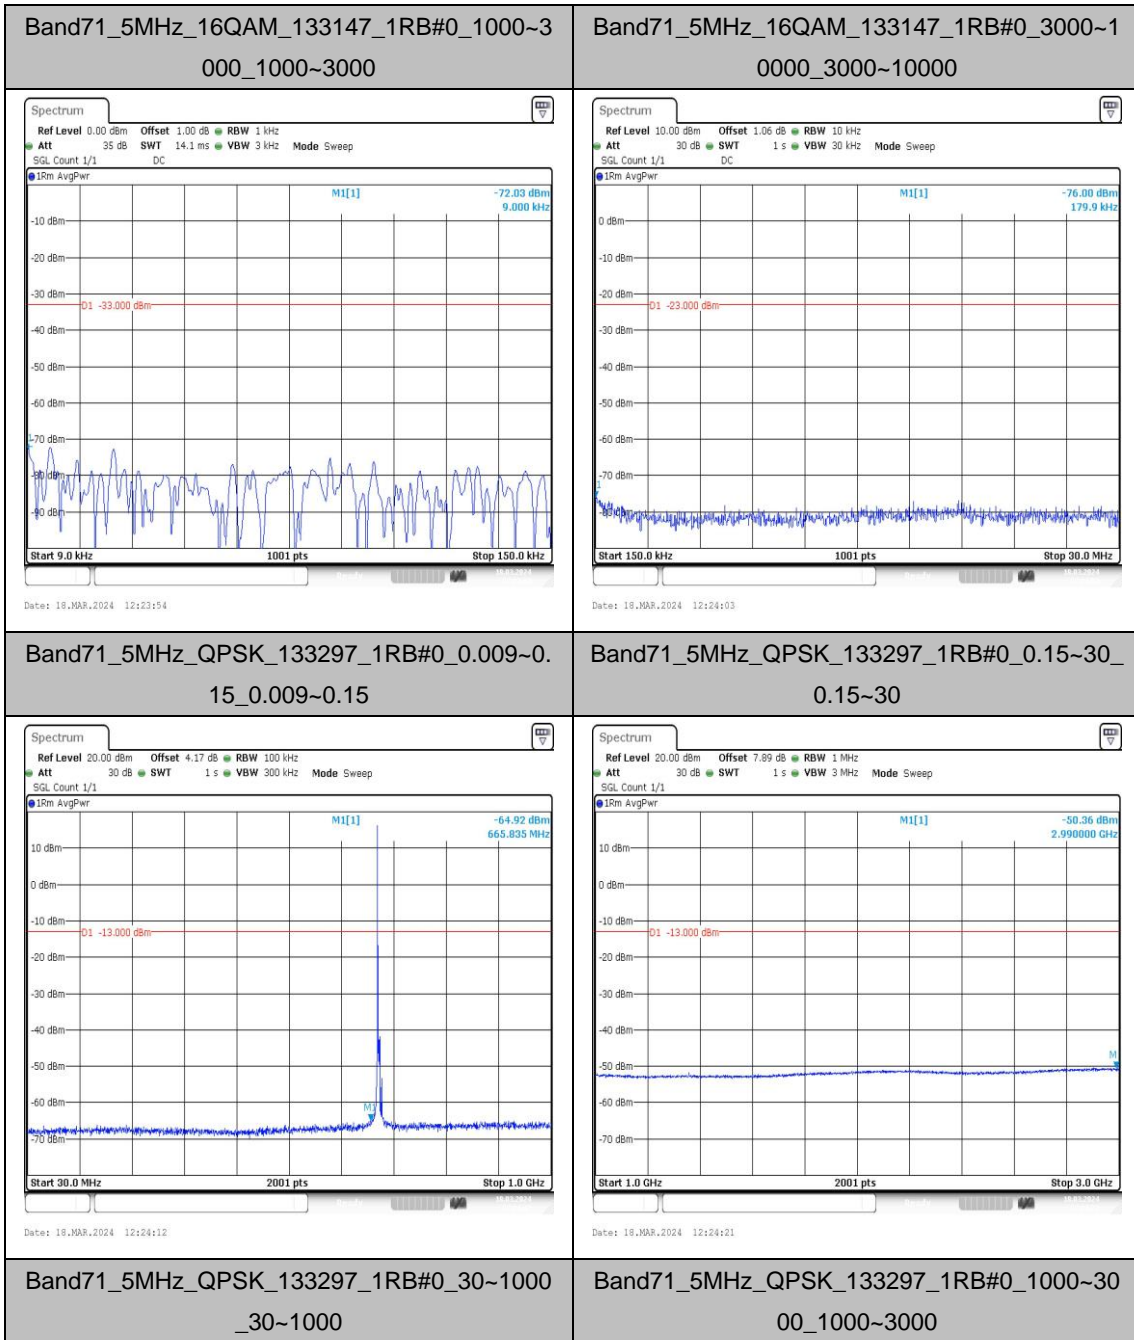 Band71_5MHz_16QAM_133147_1RB#0_1000~3
000_1000~3000
Band71_5MHz_16QAM_133147_1RB#0_3000~1
0000_3000~10000
Spectrum
Ref Level 0.00 dBm Offset 1.00 dB RBW 1 kHz
Att 35 dB SWT 14.1 ms VBW 3 kHz Mode Sweep
SGL Count 1/1 DC
1Rm AvgPwr
M1[1] -72.03 dBm
9.000 kHz
-10 dBm
-20 dBm
-30 dBm
D1 -33.000 dBm
-40 dBm
-50 dBm
-60 dBm
-70 dBm
-80 dBm
-90 dBm
Start 9.0 kHz 1001 pts Stop 150.0 kHz
Date: 18.MAR.2024 12:23:54
Spectrum
Ref Level 10.00 dBm Offset 1.06 dB RBW 10 kHz
Att 30 dB SWT 1 s VBW 30 kHz Mode Sweep
SGL Count 1/1 DC
1Rm AvgPwr
M1[1] -76.00 dBm
179.9 kHz
0 dBm
-10 dBm
-20 dBm
D1 -23.000 dBm
-30 dBm
-40 dBm
-50 dBm
-60 dBm
-70 dBm
-80 dBm
Start 150.0 kHz 1001 pts Stop 30.0 MHz
Date: 18.MAR.2024 12:24:03
Band71_5MHz_QPSK_133297_1RB#0_0.009~0.
15_0.009~0.15
Band71_5MHz_QPSK_133297_1RB#0_0.15~30_
0.15~30
Spectrum
Ref Level 20.00 dBm Offset 4.17 dB RBW 100 kHz
Att 30 dB SWT 1 s VBW 300 kHz Mode Sweep
SGL Count 1/1
1Rm AvgPwr
M1[1] -64.92 dBm
665.835 MHz
10 dBm
0 dBm
-10 dBm
D1 -13.000 dBm
-20 dBm
-30 dBm
-40 dBm
-50 dBm
-60 dBm
M1
-70 dBm
Start 30.0 MHz 2001 pts Stop 1.0 GHz
Date: 18.MAR.2024 12:24:12
Spectrum
Ref Level 20.00 dBm Offset 7.89 dB RBW 1 MHz
Att 30 dB SWT 1 s VBW 3 MHz Mode Sweep
SGL Count 1/1
1Rm AvgPwr
M1[1] -50.36 dBm
2.990000 GHz
10 dBm
0 dBm
-10 dBm
D1 -13.000 dBm
-20 dBm
-30 dBm
-40 dBm
M
-50 dBm
-60 dBm
-70 dBm
Start 1.0 GHz 2001 pts Stop 3.0 GHz
Date: 18.MAR.2024 12:24:21
Band71_5MHz_QPSK_133297_1RB#0_30~1000
_30~1000
Band71_5MHz_QPSK_133297_1RB#0_1000~30
00_1000~3000